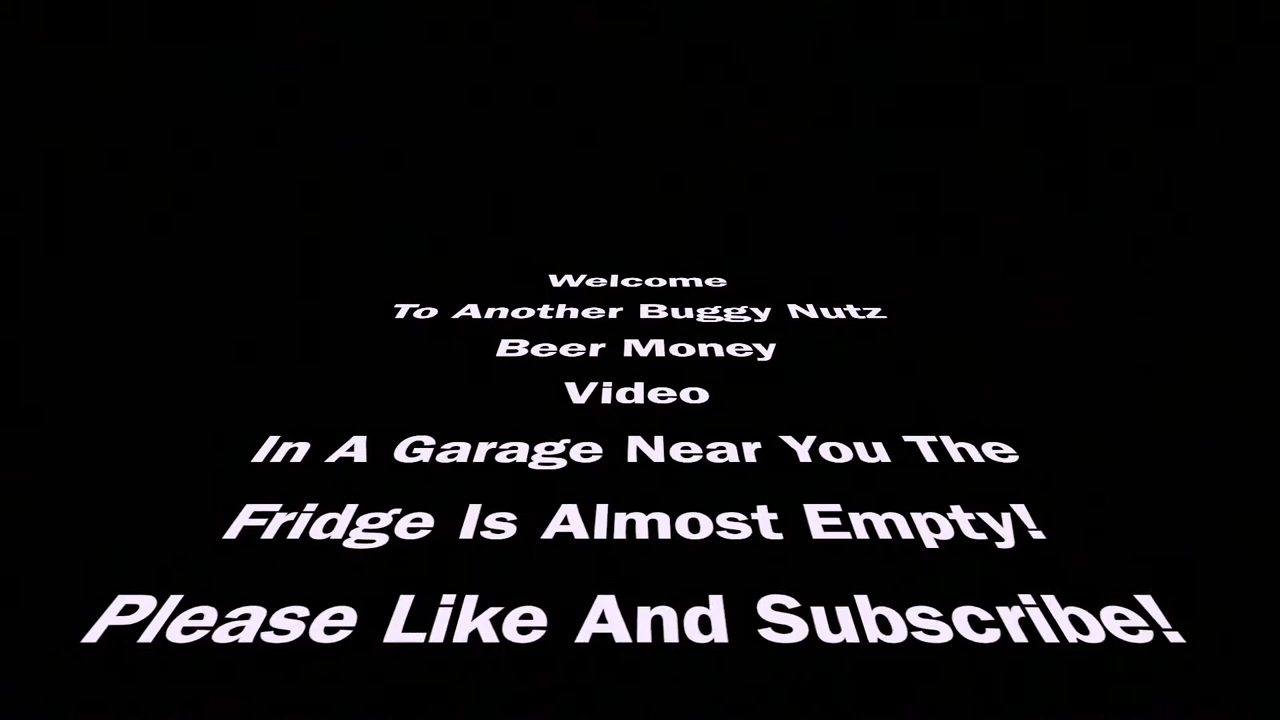 Welcome
To Another Buggy Nutz
Beer Money
Video
In A Garage Near You The
Fridge Is Almost Empty!
Please Like And Subscribe!